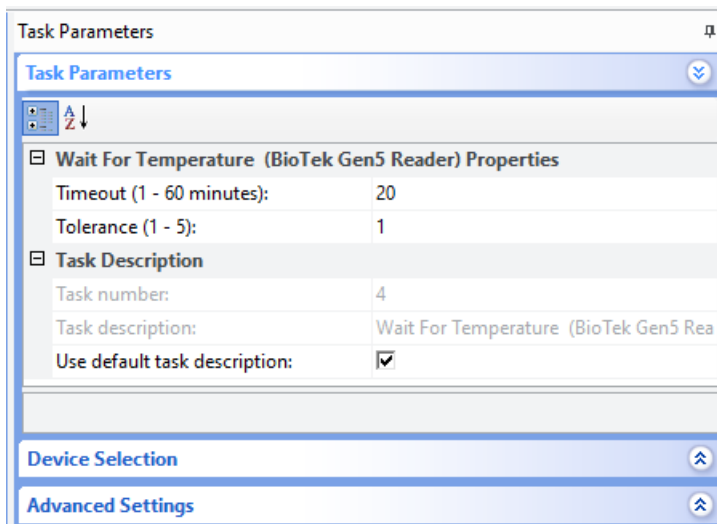 Task Parameters
Task Parameters
A
Z
Wait For Temperature (BioTek Gen5 Reader) Properties
Timeout (1 - 60 minutes): 20
Tolerance (1 - 5): 1
Task Description
Task number: 4
Task description: Wait For Temperature (BioTek Gen5 Rea
Use default task description:
Device Selection
Advanced Settings